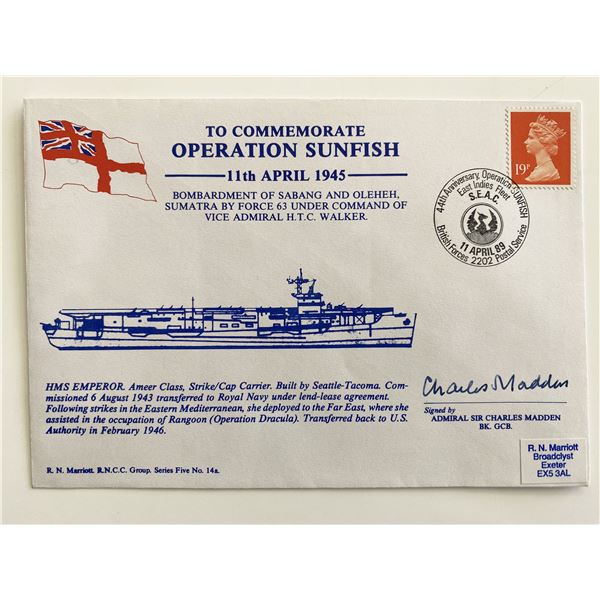 TO COMMEMORATE
OPERATION SUNFISH
11th APRIL 1945
BOMBARDMENT OF SABANG AND OLEHEH,
SUMATRA BY FORCE 63 UNDER COMMAND OF
VICE ADMIRAL H.T.C. WALKER.
19P
44th Anniversary, Operation SUNFISH
East Indies Fleet
S.E.A.C.
11 APRIL 89
British Forces 2202 Postal Service
HMS EMPEROR. Ameer Class, Strike/Cap Carrier. Built by Seattle-Tacoma. Com-
missioned 6 August 1943 transferred to Royal Navy under lend-lease agreement.
Following strikes in the Eastern Mediterranean, she deployed to the Far East, where she
assisted in the occupation of Rangoon (Operation Dracula). Transferred back to U.S.
Authority in February 1946.
Charles Madden
Signed by
ADMIRAL SIR CHARLES MADDEN
BK. GCB.
R. N. Marriott. R.N.C.C. Group. Series Five No. 14a.
R. N. Marriott
Broadclyst
Exeter
EX5 3AL